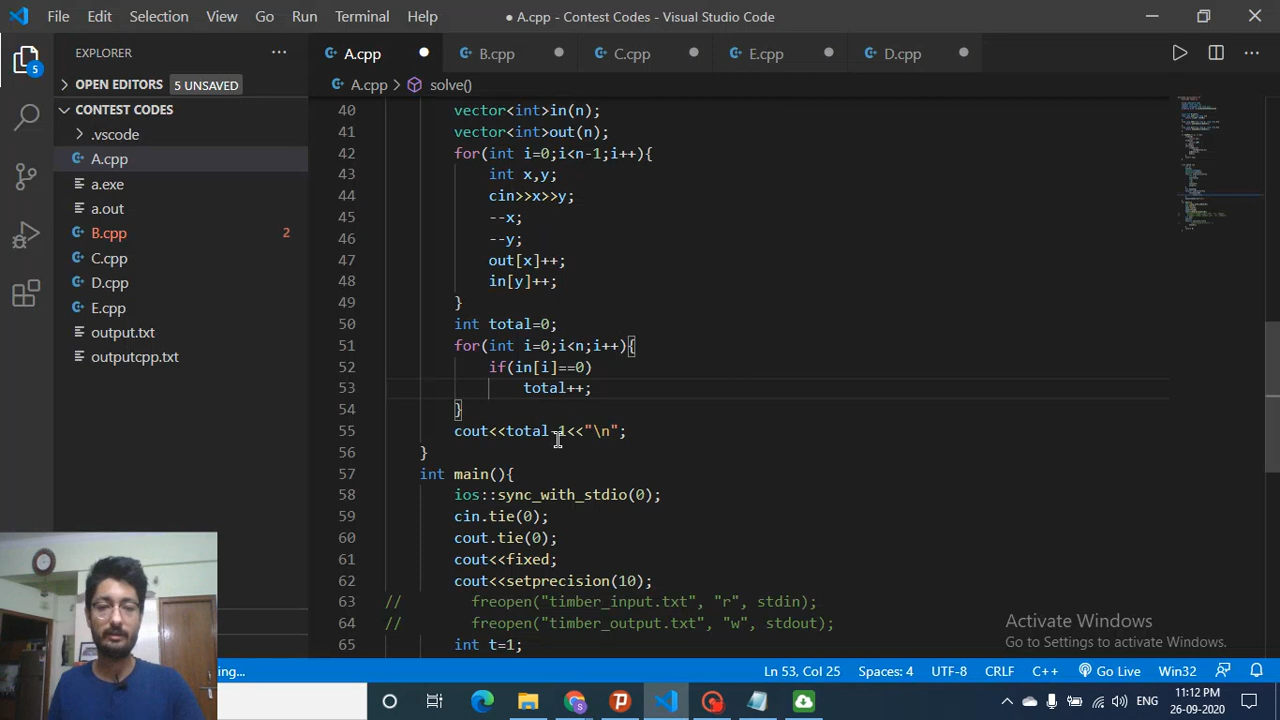 File Edit Selection View Go Run Terminal Help
● A.cpp - Contest Codes - Visual Studio Code
EXPLORER
OPEN EDITORS 5 UNSAVED
CONTEST CODES
.vscode
A.cpp
a.exe
a.out
B.cpp 2
C.cpp
D.cpp
E.cpp
output.txt
outputcpp.txt
5
A.cpp B.cpp C.cpp E.cpp D.cpp
A.cpp > solve()
40 vector<int>in(n);
41 vector<int>out(n);
42 for(int i=0;i<n-1;i++){
43 int x,y;
44 cin>>x>>y;
45 --x;
46 --y;
47 out[x]++;
48 in[y]++;
49 }
50 int total=0;
51 for(int i=0;i<n;i++){
52 if(in[i]==0)
53 total++;
54 }
55 cout<<total-1<<"\n";
56 }
57 int main(){
58 ios::sync_with_stdio(0);
59 cin.tie(0);
60 cout.tie(0);
61 cout<<fixed;
62 cout<<setprecision(10);
63 // freopen("timber_input.txt", "r", stdin);
64 // freopen("timber_output.txt", "w", stdout);
65 int t=1;
Activate Windows
Go to Settings to activate Windows.
Ln 53, Col 25 Spaces: 4 UTF-8 CRLF C++ Go Live Win32
ENG
11:12 PM
26-09-2020